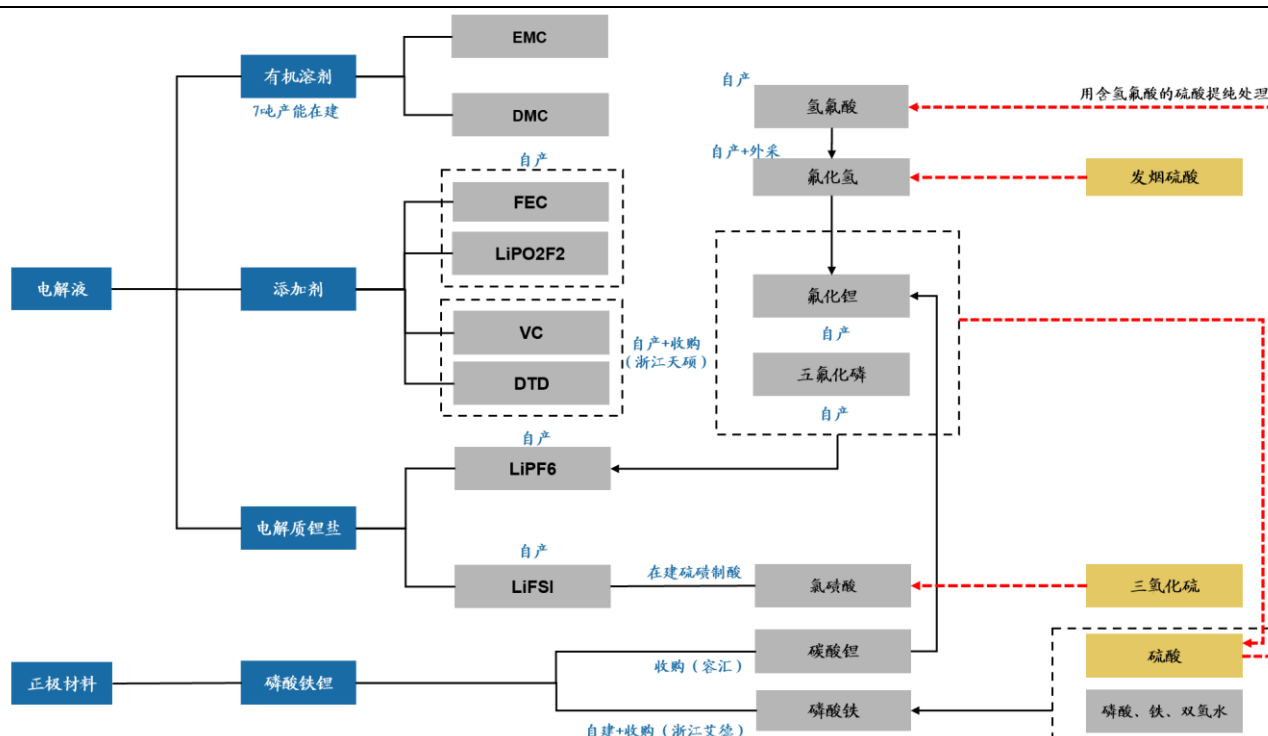 EMC
有机溶剂
7吨产能在建
DMC
自产
氢氟酸
用含氢氟酸的硫酸提纯处理
自产+外采
氟化氢
发烟硫酸
自产
FEC
LiPO2F2
电解液
添加剂
氟化锂
自产
VC
自产+收购
(浙江天硕)
DTD
五氟化磷
自产
自产
LiPF6
电解质锂盐
自产
LiFSI
在建硫磺制酸
氯磺酸
三氧化硫
碳酸锂
收购(容汇)
硫酸
正极材料
磷酸铁锂
磷酸铁
磷酸、铁、双氧水
自建+收购(浙江艾德)